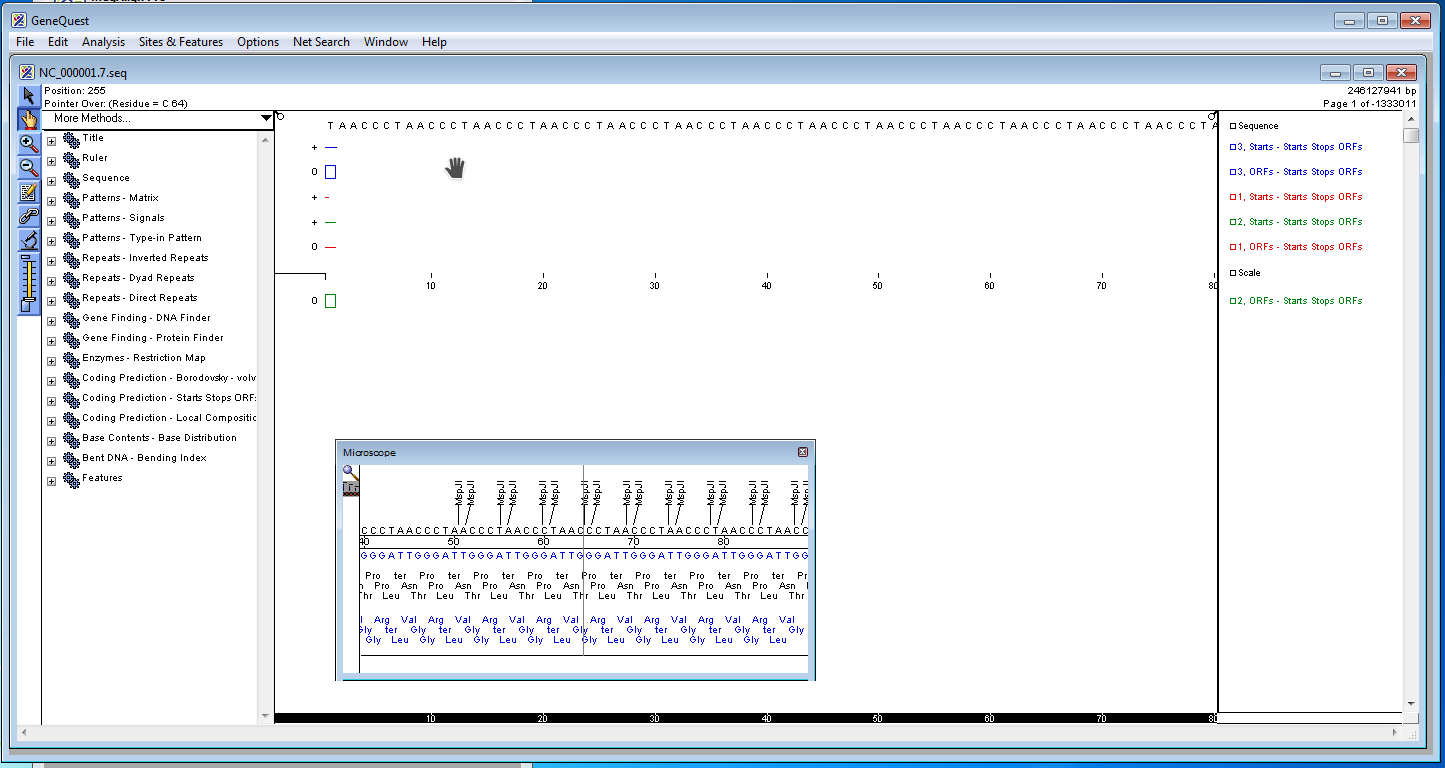 GeneQuest
File Edit Analysis Sites & Features Options Net Search Window Help
NC_000001.7.seq
Position: 255
246127941 bp
Pointer Over: (Residue = C 64)
Page 1 of -1333011
More Methods...
Title
Ruler
Sequence
Patterns - Matrix
Patterns - Signals
Patterns - Type-in Pattern
Repeats - Inverted Repeats
Repeats - Dyad Repeats
Repeats - Direct Repeats
Gene Finding - DNA Finder
Gene Finding - Protein Finder
Enzymes - Restriction Map
Coding Prediction - Borodovsky - volv
Coding Prediction - Starts Stops ORF
Coding Prediction - Local Compositic
Base Contents - Base Distribution
Bent DNA - Bending Index
Features
T A A C C C T A A C C C T A A C C C T A A C C C T A A C C C T A A C C C T A A C C C T A A C C C T A A C C C T A A C C C T A A C C C T A A C C C T A A C C C T A
+
0
+
+
0
10 20 30 40 50 60 70 80
0
Sequence
3, Starts - Starts Stops ORFs
3, ORFs - Starts Stops ORFs
1, Starts - Starts Stops ORFs
2, Starts - Starts Stops ORFs
1, ORFs - Starts Stops ORFs
Scale
2, ORFs - Starts Stops ORFs
Microscope
MspJI MspJI MspJI MspJI MspJI MspJI MspJI MspJI MspJI MspJI MspJI MspJI MspJI MspJI MspJI MspJI MspJI MspJI
C C C T A A C C C T A A C C C T A A C C C T A A C C C T A A C C C T A A C C C T A A C C C T A A C C
40 50 60 70 80
G G G A T T G G G A T T G G G A T T G G G A T T G G G A T T G G G A T T G G G A T T G G G A T T G G
Pro ter Pro ter Pro ter Pro ter Pro ter Pro ter Pro ter Pro ter
Pro Asn Pro Asn Pro Asn Pro Asn Pro Asn Pro Asn Pro Asn
Thr Leu Thr Leu Thr Leu Thr Leu Thr Leu Thr Leu Thr Leu Thr Leu
Arg Val Arg Val Arg Val Arg Val Arg Val Arg Val Arg Val Arg Val
Gly ter Gly ter Gly ter Gly ter Gly ter Gly ter Gly ter Gly ter Gly
Gly Leu Gly Leu Gly Leu Gly Leu Gly Leu Gly Leu Gly Leu Gly Leu
10 20 30 40 50 60 70 80